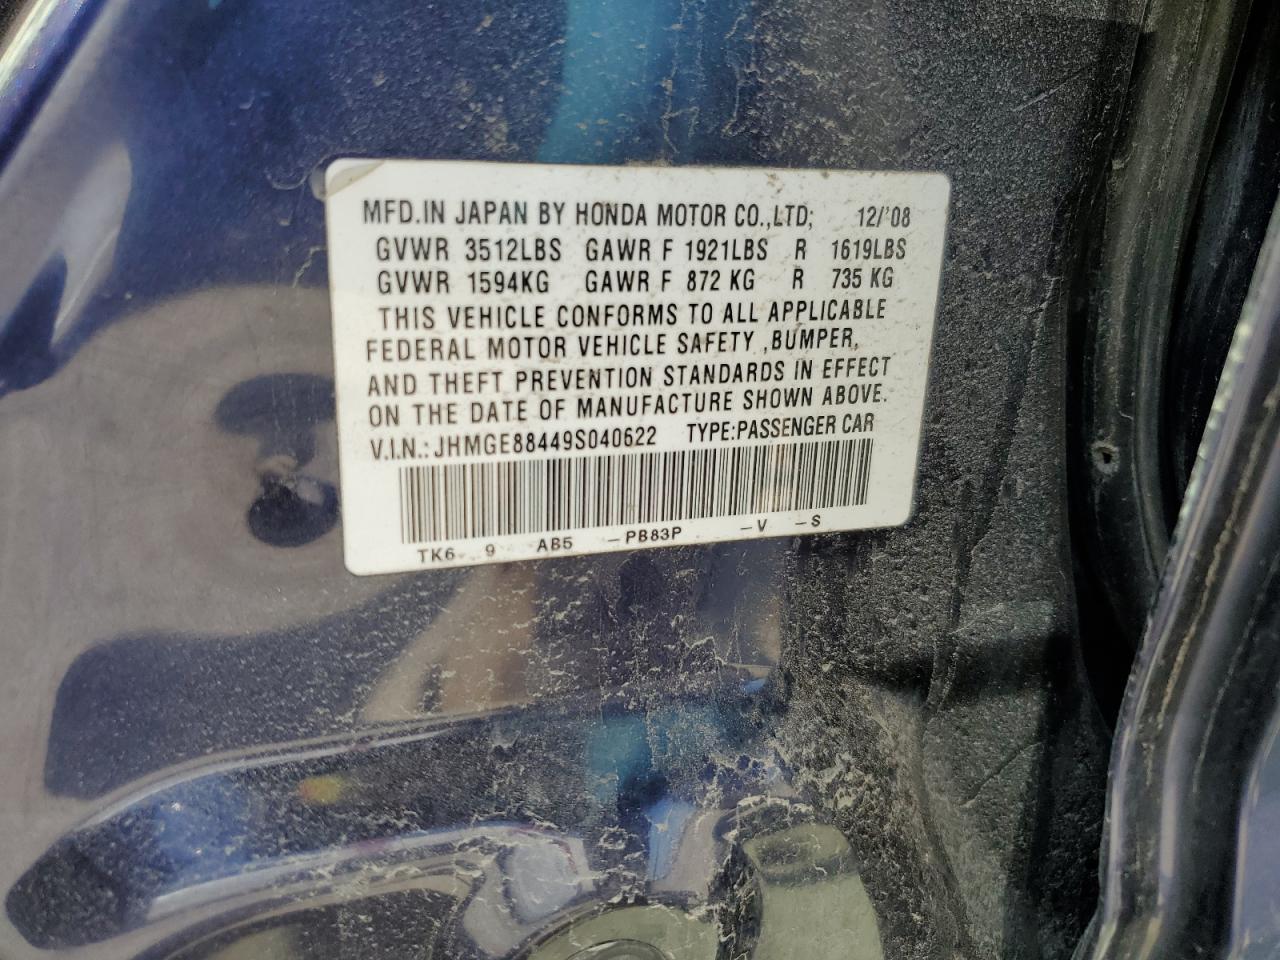 MFD.IN JAPAN BY HONDA MOTOR CO.,LTD; 12/'08
GVWR 3512LBS GAWR F 1921LBS R 1619LBS
GVWR 1594KG GAWR F 872 KG R 735 KG
THIS VEHICLE CONFORMS TO ALL APPLICABLE
FEDERAL MOTOR VEHICLE SAFETY ,BUMPER,
AND THEFT PREVENTION STANDARDS IN EFFECT
ON THE DATE OF MANUFACTURE SHOWN ABOVE.
V.I.N.: JHMGE88449S040622 TYPE:PASSENGER CAR
TK6 9 AB5 -PB83P -V -S